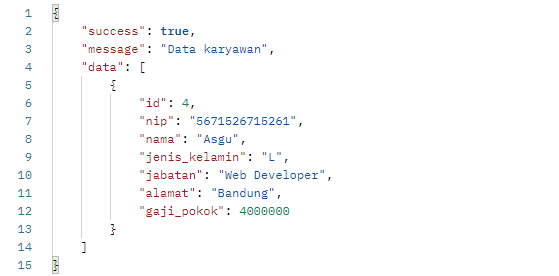 1 {
2 "success": true,
3 "message": "Data karyawan",
4 "data": [
5 {
6 "id": 4,
7 "nip": "5671526715261",
8 "nama": "Asgu",
9 "jenis_kelamin": "L",
10 "jabatan": "Web Developer",
11 "alamat": "Bandung",
12 "gaji_pokok": 4000000
13 }
14 ]
15 }